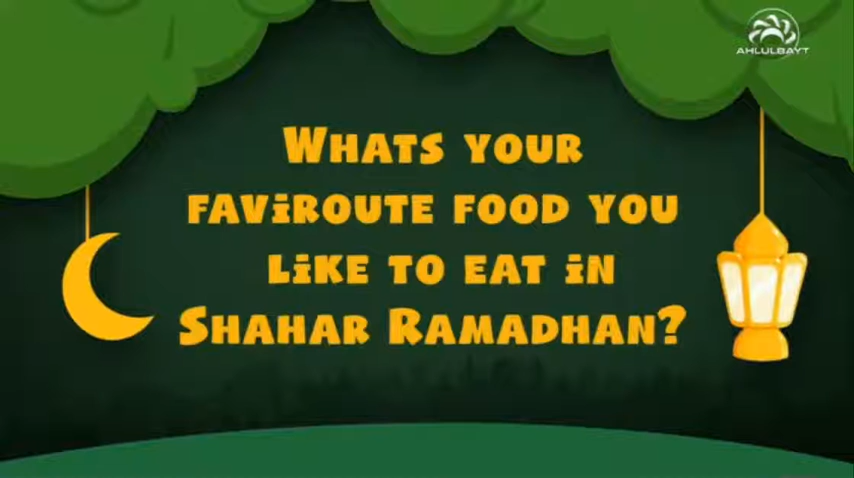 AHLULBAYT
WHATS YOUR
FAViROUTE FOOD YOU
LiKE TO EAT iN
SHAHAR RAMADHAN?